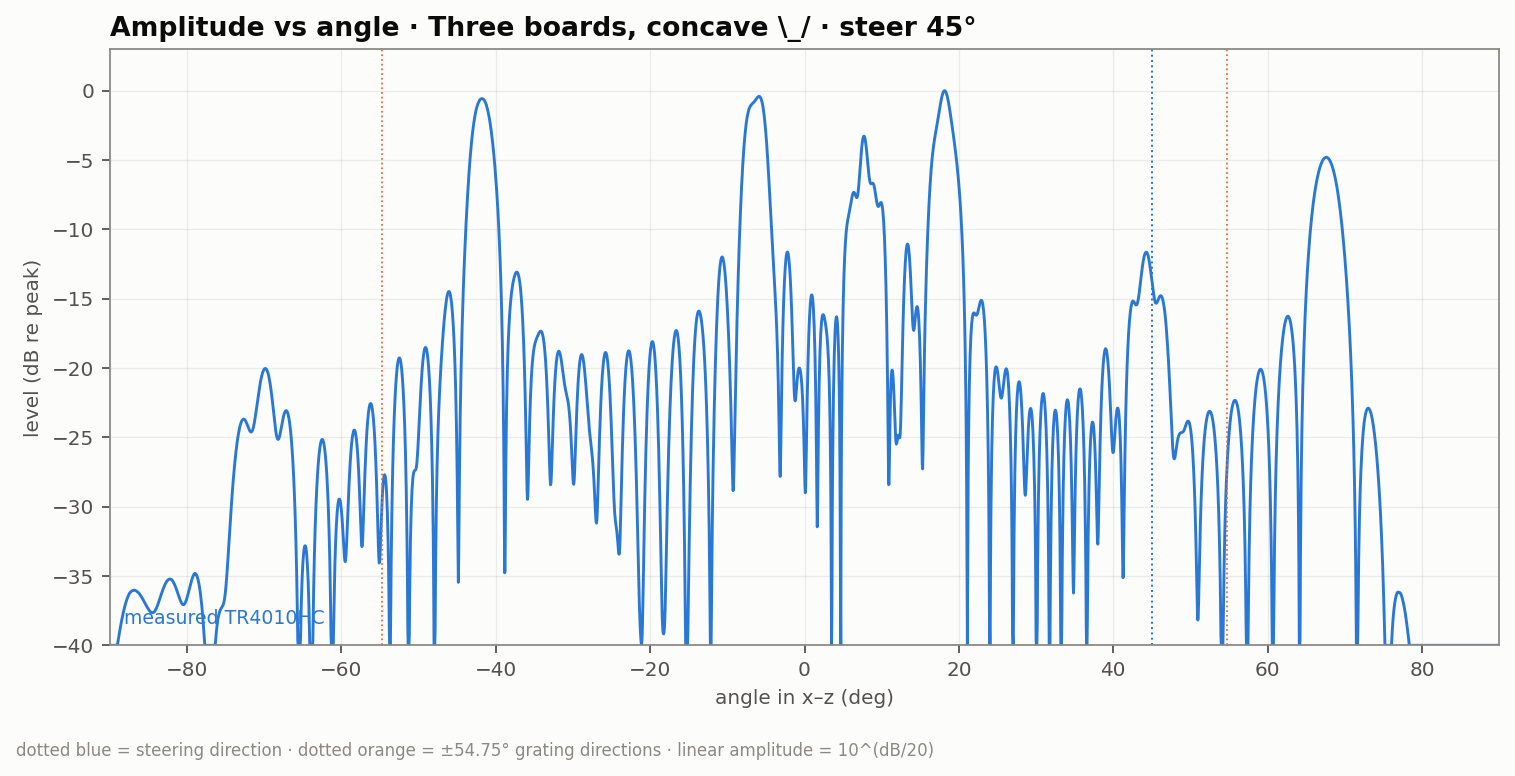 Amplitude vs angle · Three boards, concave \_/ · steer 45°
level (dB re peak)
0
−5
−10
−15
−20
−25
−30
−35
−40
measured TR4010HC
−80 −60 −40 −20 0 20 40 60 80
angle in x–z (deg)
dotted blue = steering direction · dotted orange = ±54.75° grating directions · linear amplitude = 10^(dB/20)